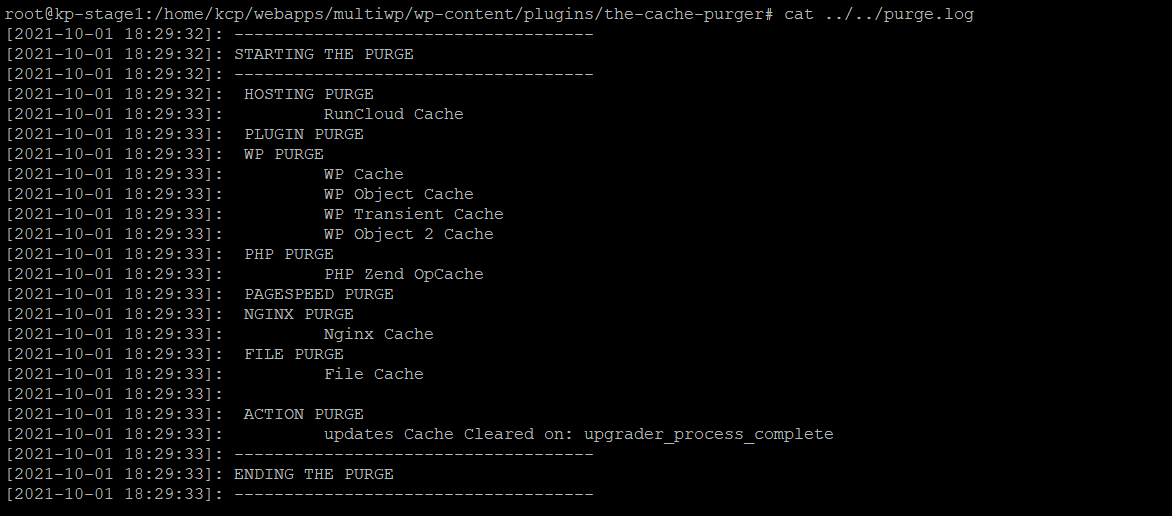 root@kp-stage1:/home/kcp/webapps/multiwp/wp-content/plugins/the-cache-purger# cat ../../purge.log
[2021-10-01 18:29:32]: ------------------------------------
[2021-10-01 18:29:32]: STARTING THE PURGE
[2021-10-01 18:29:32]: ------------------------------------
[2021-10-01 18:29:32]:  HOSTING PURGE
[2021-10-01 18:29:33]:          RunCloud Cache
[2021-10-01 18:29:33]:  PLUGIN PURGE
[2021-10-01 18:29:33]:  WP PURGE
[2021-10-01 18:29:33]:          WP Cache
[2021-10-01 18:29:33]:          WP Object Cache
[2021-10-01 18:29:33]:          WP Transient Cache
[2021-10-01 18:29:33]:          WP Object 2 Cache
[2021-10-01 18:29:33]:  PHP PURGE
[2021-10-01 18:29:33]:          PHP Zend OpCache
[2021-10-01 18:29:33]:  PAGESPEED PURGE
[2021-10-01 18:29:33]:  NGINX PURGE
[2021-10-01 18:29:33]:          Nginx Cache
[2021-10-01 18:29:33]:  FILE PURGE
[2021-10-01 18:29:33]:          File Cache
[2021-10-01 18:29:33]:
[2021-10-01 18:29:33]:  ACTION PURGE
[2021-10-01 18:29:33]:          updates Cache Cleared on: upgrader_process_complete
[2021-10-01 18:29:33]: ------------------------------------
[2021-10-01 18:29:33]: ENDING THE PURGE
[2021-10-01 18:29:33]: ------------------------------------